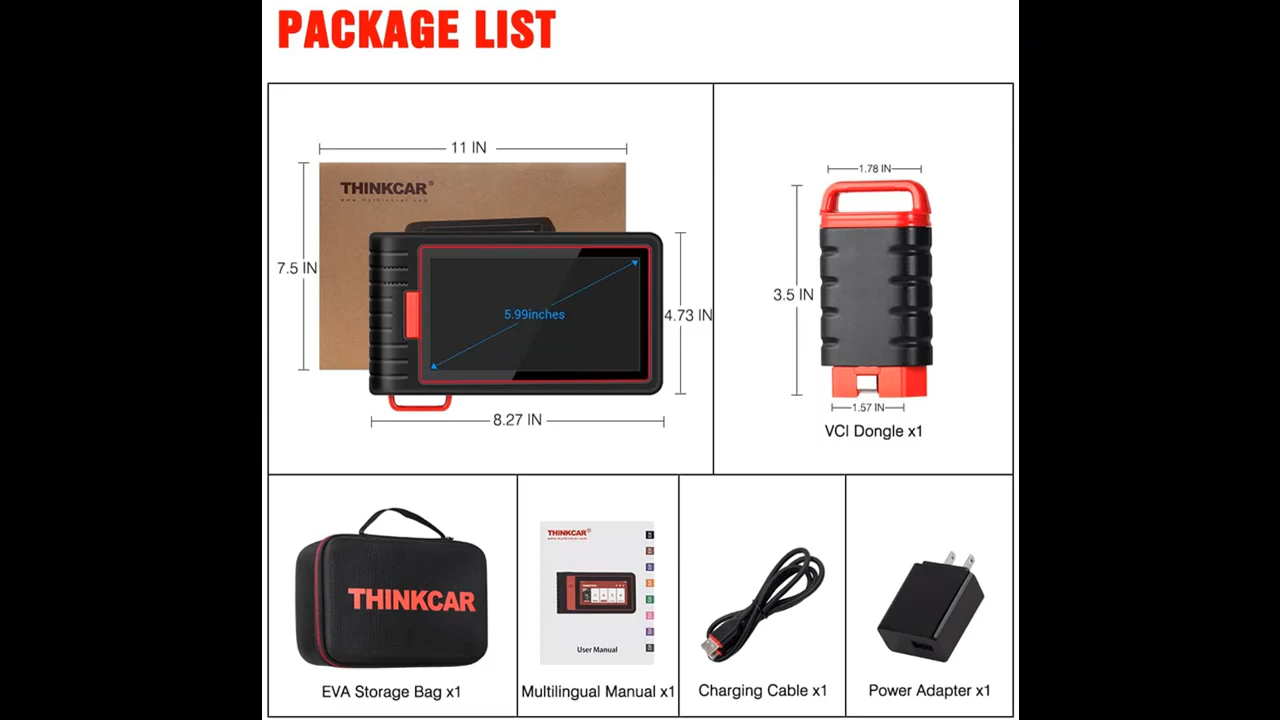 PACKAGE LIST
11 IN
THINKCAR®
7.5 IN
5.99inches
4.73 IN
8.27 IN
1.78 IN
3.5 IN
1.57 IN
VCI Dongle x1
THINKCAR
EVA Storage Bag x1
THINKCAR®
User Manual
Multilingual Manual x1
Charging Cable x1
Power Adapter x1